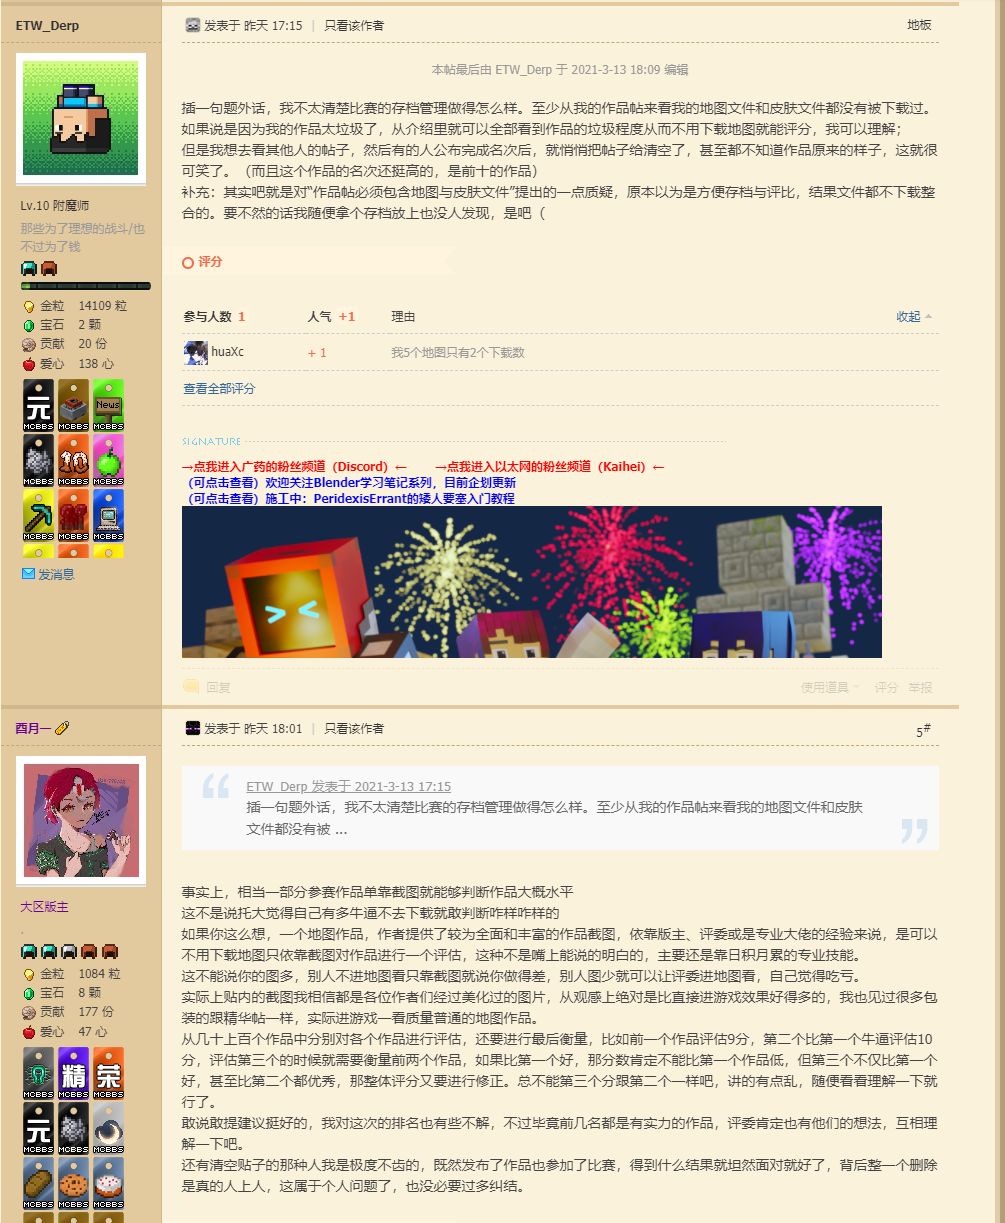 ETW_Derp
发表于 昨天 17:15 | 只看该作者
地板
本帖最后由 ETW_Derp 于 2021-3-13 18:09 编辑
插一句题外话，我不太清楚比赛的存档管理做得怎么样。至少从我的作品帖来看我的地图文件和皮肤文件都没有被下载过。
如果说是因为我的作品太垃圾了，从介绍里就可以全部看到作品的垃圾程度从而不用下载地图就能评分，我可以理解；
但是我想去看其他人的帖子，然后有的人公布完成名次后，就悄悄把帖子给清空了，甚至都不知道作品原来的样子，这就很
可笑了。（而且这个作品的名次还挺高的，是前十的作品）
补充：其实吧就是对“作品帖必须包含地图与皮肤文件”提出的一点质疑，原本以为是方便存档与评比，结果文件都不下载整
合的。要不然的话我随便拿个存档放上也没人发现，是吧（
Lv.10 附魔师
那些为了理想的战斗/也
不过为了钱
金粒 14109 粒
宝石 2 颗
贡献 20 份
爱心 138 心
元 MCBBS
MCBBS
News MCBBS
MCBBS
10 MCBBS
MCBBS
MCBBS
MCBBS
MCBBS
发消息
评分
参与人数 1 人气 +1 理由 收起
huaXc + 1 我5个地图只有2个下载数
查看全部评分
SIGNATURE
→点我进入广药的粉丝频道（Discord）← →点我进入以太网的粉丝频道（Kaihei）←
（可点击查看）欢迎关注Blender学习笔记系列，目前企划更新
（可点击查看）施工中：PeridexisErrant的矮人要塞入门教程
回复
使用道具 评分 举报
酉月一
发表于 昨天 18:01 | 只看该作者
5#
大区版主
.
金粒 1084 粒
宝石 8 颗
贡献 177 份
爱心 47 心
MCBBS
精 MCBBS
荣 MCBBS
元 MCBBS
MCBBS
MCBBS
MCBBS
MCBBS
MCBBS
ETW_Derp 发表于 2021-3-13 17:15
插一句题外话，我不太清楚比赛的存档管理做得怎么样。至少从我的作品帖来看我的地图文件和皮肤
文件都没有被 ...
事实上，相当一部分参赛作品单靠截图就能够判断作品大概水平
这不是说托大觉得自己有多牛逼不去下载就敢判断咋样咋样的
如果你这么想，一个地图作品，作者提供了较为全面和丰富的作品截图，依靠版主、评委或是专业大佬的经验来说，是可以
不用下载地图只依靠截图对作品进行一个评估，这种不是嘴上能说的明白的，主要还是靠日积月累的专业技能。
这不能说你的图多，别人不进地图看只靠截图就说你做得差，别人图少就可以让评委进地图看，自己觉得吃亏。
实际上贴内的截图我相信都是各位作者们经过美化过的图片，从观感上绝对是比直接进游戏效果好得多的，我也见过很多包
装的跟精华帖一样，实际进游戏一看质量普通的地图作品。
从几十上百个作品中分别对各个作品进行评估，还要进行最后衡量，比如前一个作品评估9分，第二个比第一个牛逼评估10
分，评估第三个的时候就需要衡量前两个作品，如果比第一个好，那分数肯定不能比第一个作品低，但第三个不仅比第一个
好，甚至比第二个都优秀，那整体评分又要进行修正。总不能第三个分跟第二个一样吧，讲的有点乱，随便看看理解一下就
行了。
敢说敢提建议挺好的，我对这次的排名也有些不解，不过毕竟前几名都是有实力的作品，评委肯定也有他们的想法，互相理
解一下吧。
还有清空贴子的那种人我是极度不齿的，既然发布了作品也参加了比赛，得到什么结果就坦然面对就好了，背后整一个删除
是真的人上人，这属于个人问题了，也没必要过多纠结。